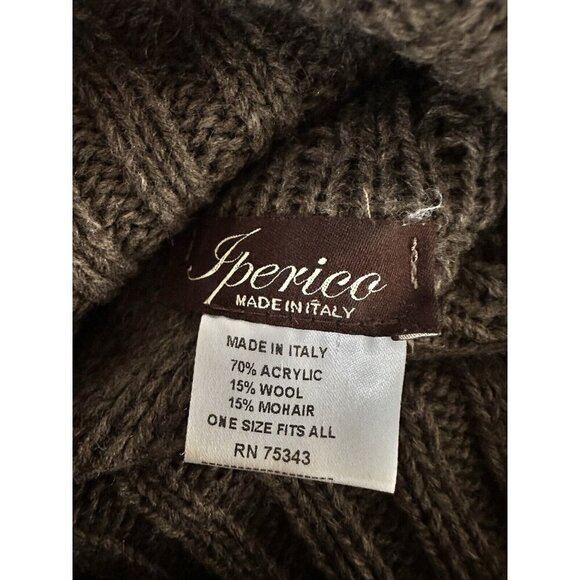 Iperico
MADE IN ITALY
MADE IN ITALY
70% ACRYLIC
15% WOOL
15% MOHAIR
ONE SIZE FITS ALL
RN 75343